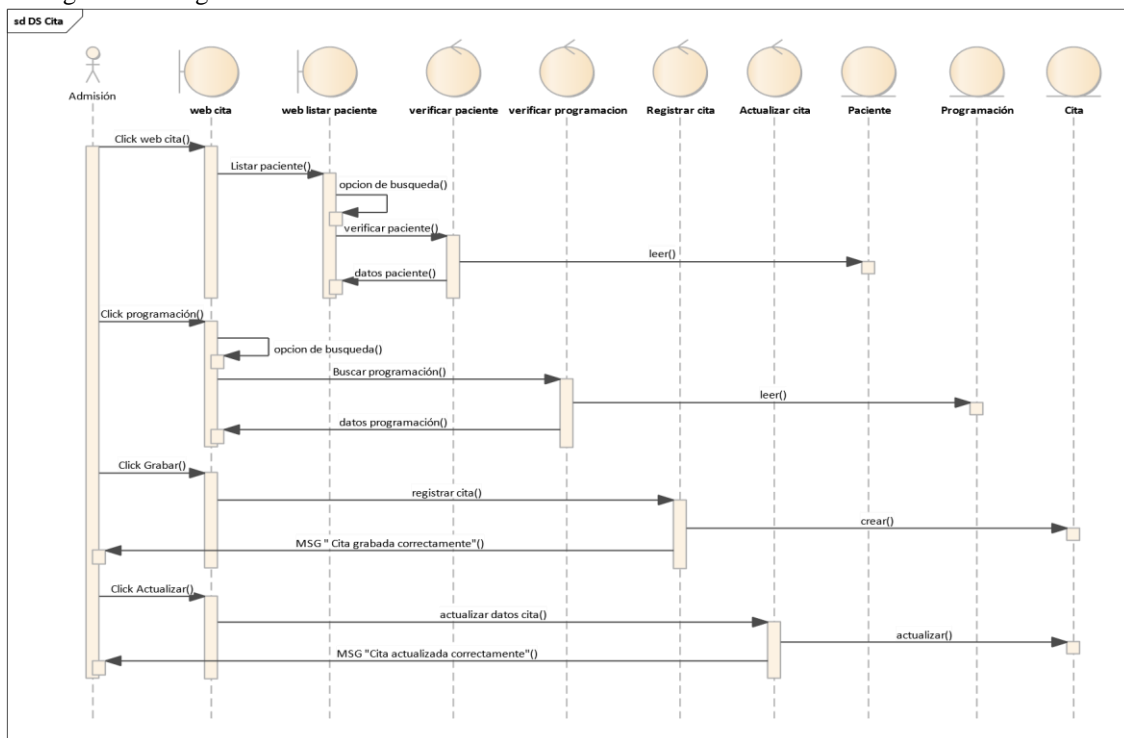 sd DS Cita
Admisión
web cita
web listar paciente
verificar paciente
verificar programacion
Registrar cita
Actualizar cita
Paciente
Programación
Cita
Click web cita()
Listar paciente()
opcion de busqueda()
verificar paciente()
leer()
datos paciente()
Click programación()
opcion de busqueda()
Buscar programación()
leer()
datos programación()
Click Grabar()
registrar cita()
crear()
MSG " Cita grabada correctamente"()
Click Actualizar()
actualizar datos cita()
actualizar()
MSG "Cita actualizada correctamente"()